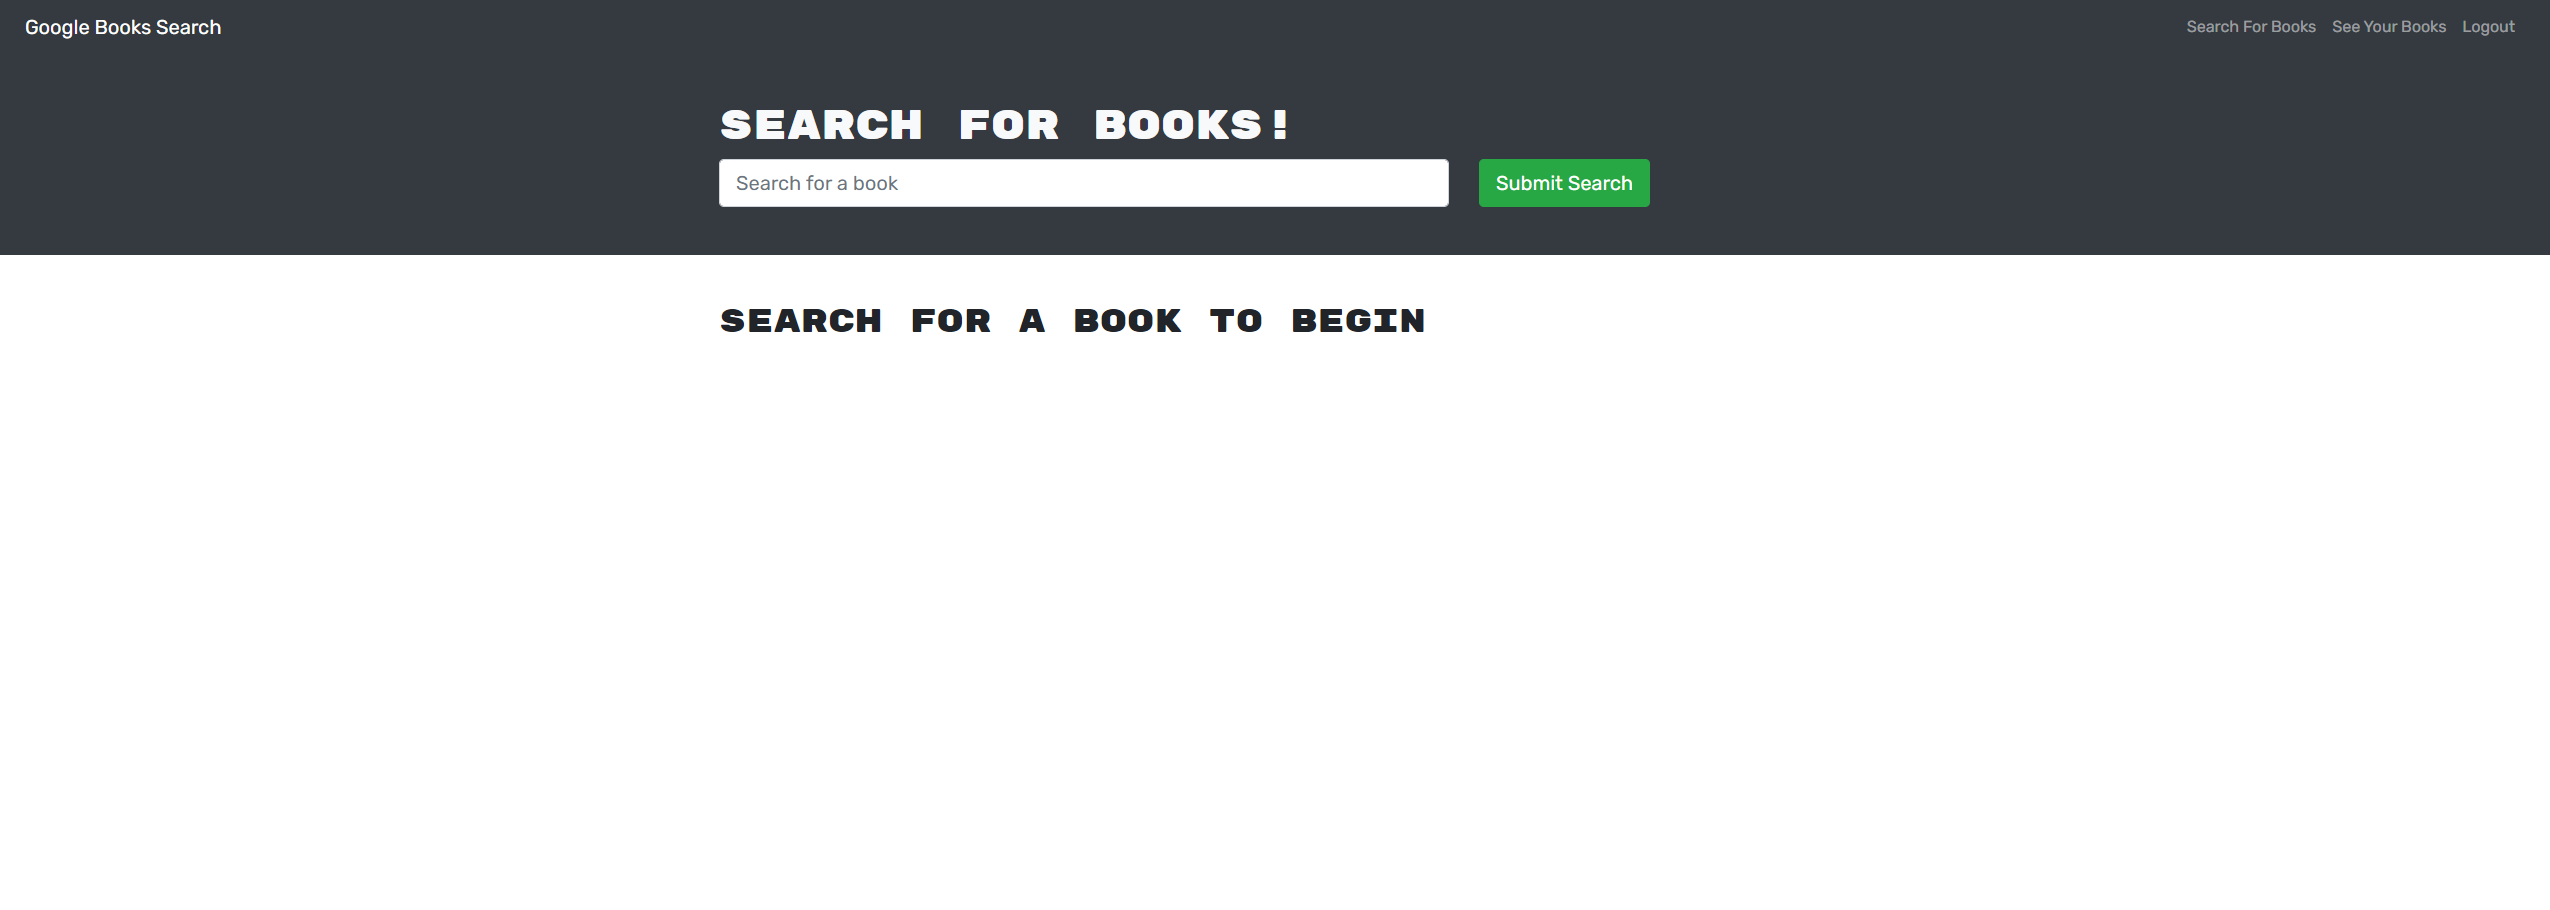 Google Books Search
Search For Books See Your Books Logout
SEARCH FOR BOOKS!
Search for a book
Submit Search
SEARCH FOR A BOOK TO BEGIN